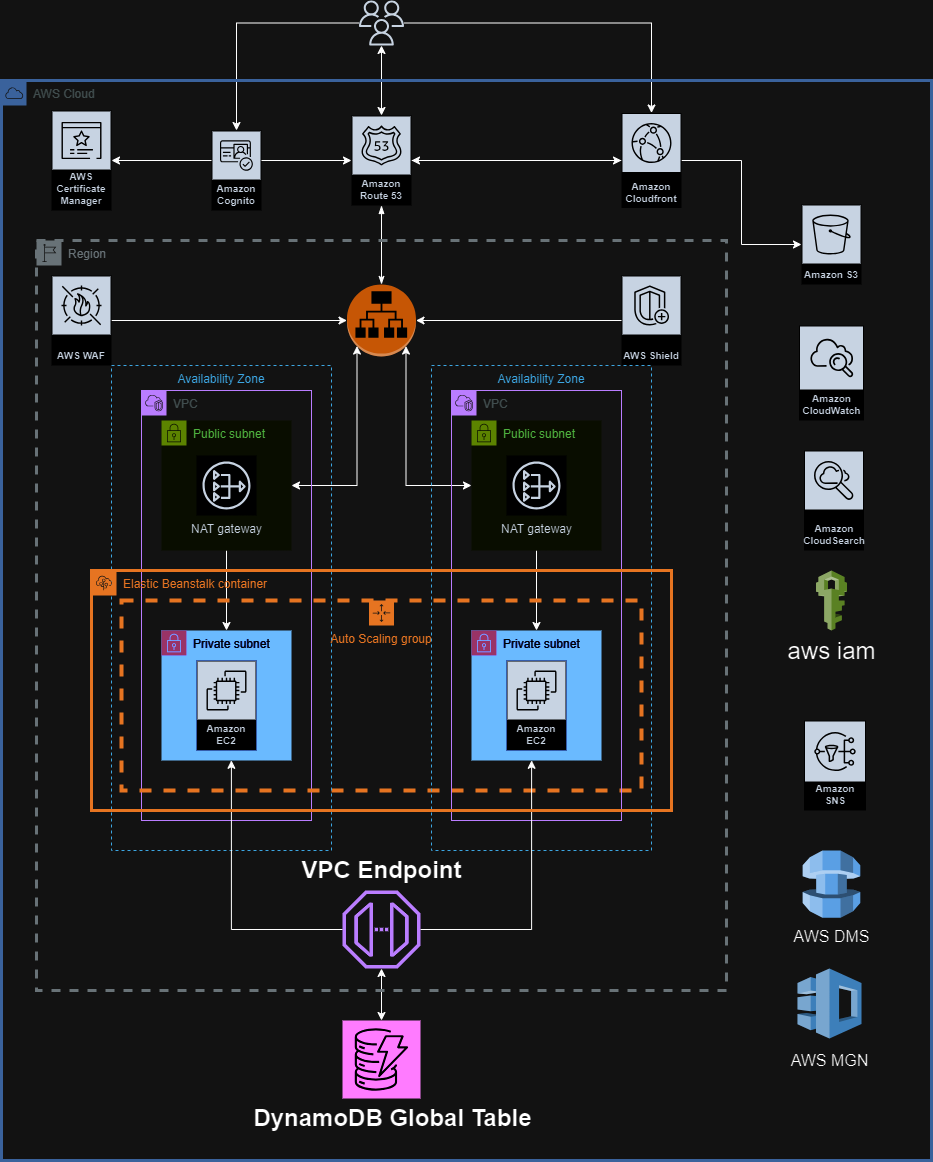 AWS Cloud
AWS
Certificate
Manager
Amazon
Cognito
53
Amazon
Route 53
Amazon
Cloudfront
Amazon S3
Region
AWS WAF
AWS Shield
Availability Zone
Availability Zone
VPC
VPC
Public subnet
Public subnet
NAT gateway
NAT gateway
Amazon
CloudWatch
Amazon
CloudSearch
Elastic Beanstalk container
Auto Scaling group
Private subnet
Private subnet
Amazon
EC2
Amazon
EC2
aws iam
Amazon
SNS
VPC Endpoint
AWS DMS
AWS MGN
DynamoDB Global Table